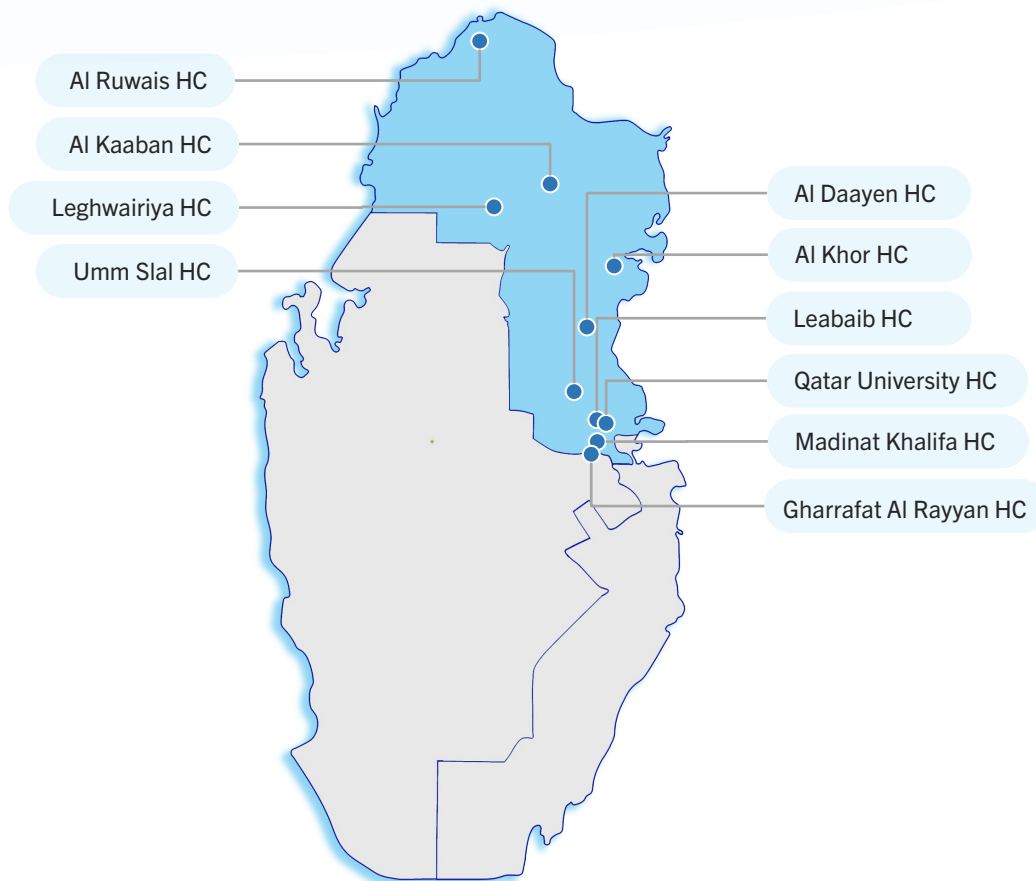 Al Ruwais HC
Al Kaaban HC
Leghwairiya HC
Umm Slal HC
Al Daayen HC
Al Khor HC
Leabaib HC
Qatar University HC
Madinat Khalifa HC
Gharrafat Al Rayyan HC